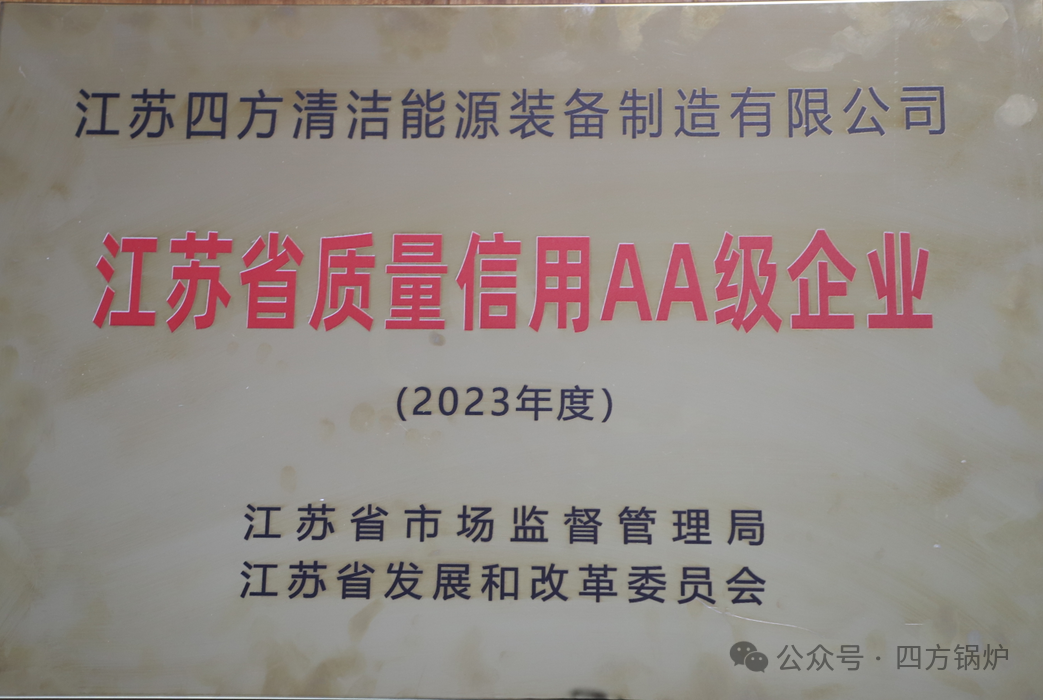 江苏四方清洁能源装备制造有限公司
江苏省质量信用AA级企业
(2023年度)
江苏省市场监督管理局
江苏省发展和改革委员会
公众号·四方锅炉